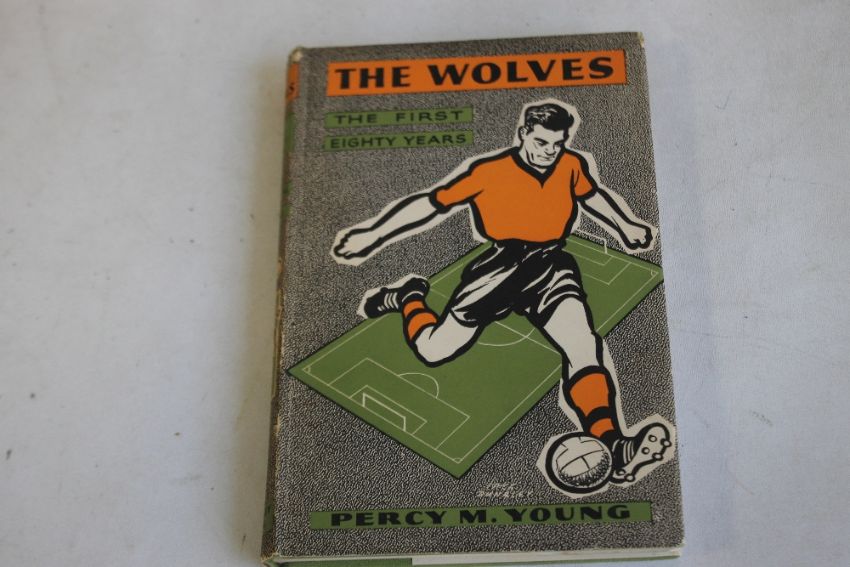 THE WOLVES
THE FIRST
EIGHTY YEARS
PERCY M. YOUNG
S